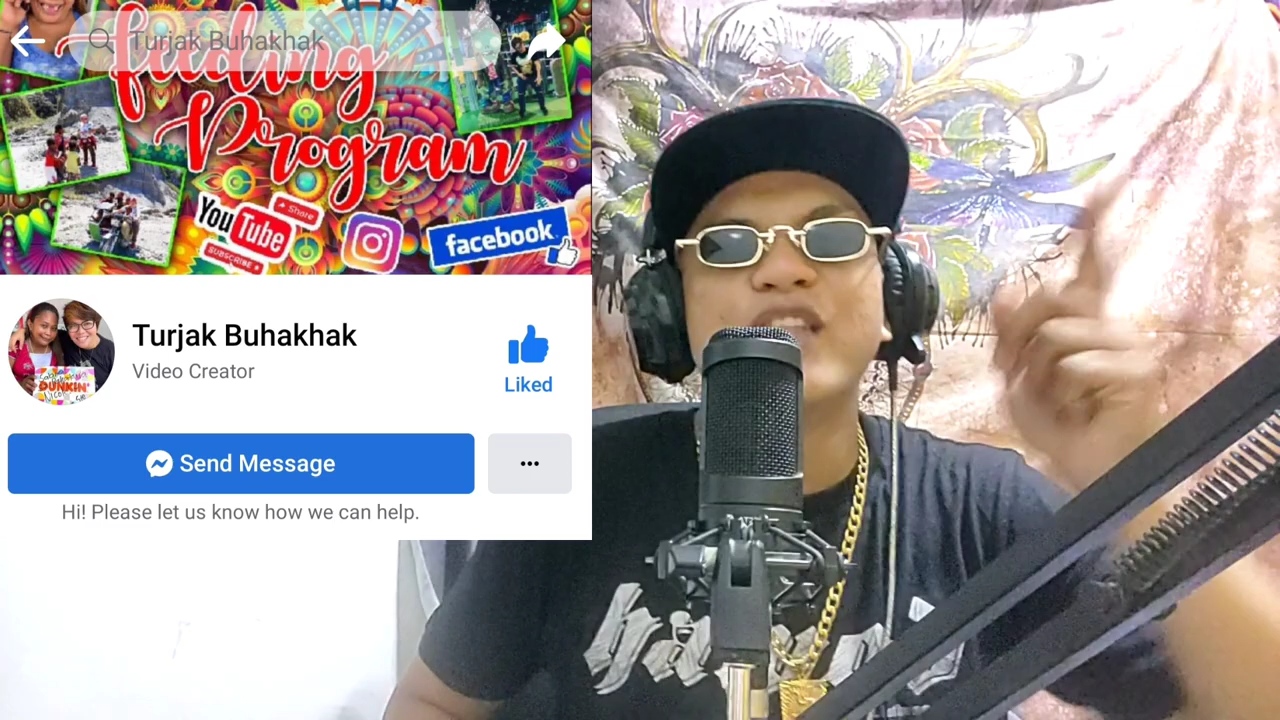 Turjak Buhakhak
feeding
Program
YouTube
Share
SUBSCRIBE
facebook
Turjak Buhakhak
Video Creator
DUNKIN'
Liked
Send Message
Hi! Please let us know how we can help.